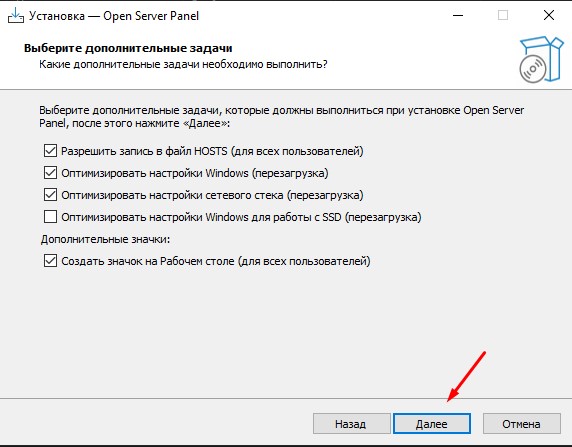 Установка — Open Server Panel
Выберите дополнительные задачи
Какие дополнительные задачи необходимо выполнить?
Выберите дополнительные задачи, которые должны выполниться при установке Open Server
Panel, после этого нажмите «Далее»:
Разрешить запись в файл HOSTS (для всех пользователей)
Оптимизировать настройки Windows (перезагрузка)
Оптимизировать настройки сетевого стека (перезагрузка)
Оптимизировать настройки Windows для работы с SSD (перезагрузка)
Дополнительные значки:
Создать значок на Рабочем столе (для всех пользователей)
Назад Далее Отмена